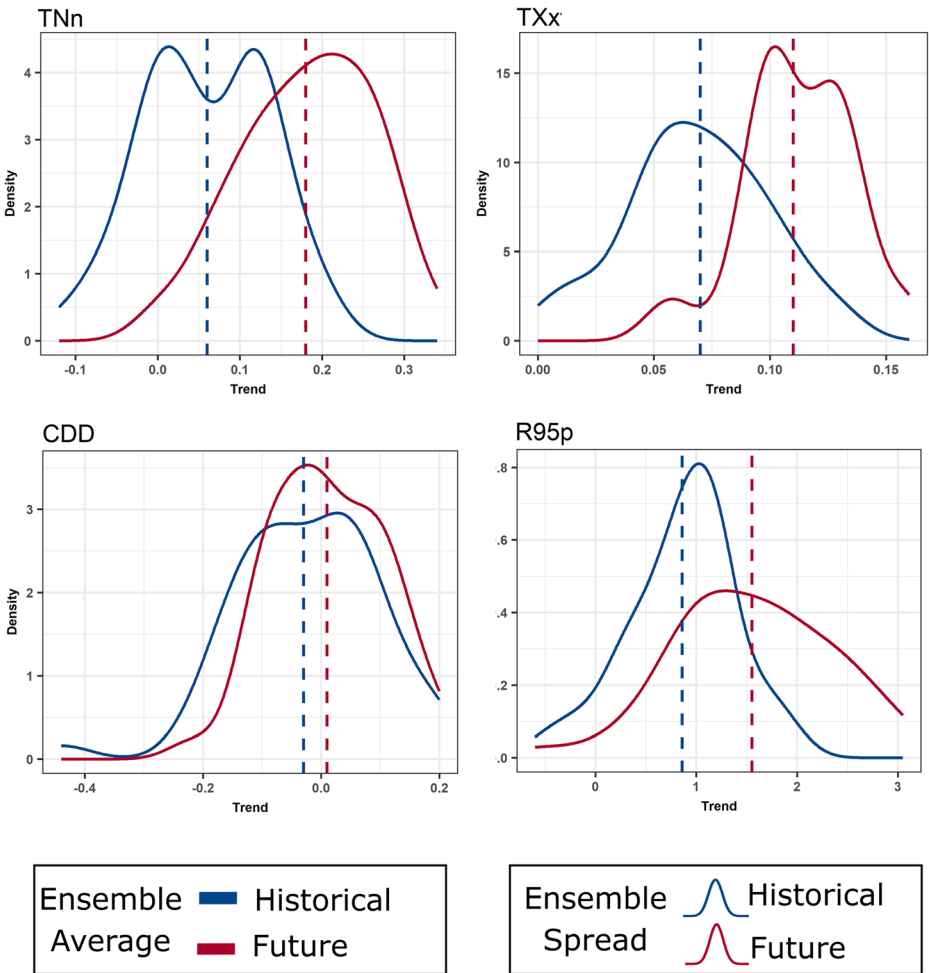 TNn
Density
4
3
2
1
0
-0.1 0.0 0.1 0.2 0.3
Trend
TXx
Density
15
10
5
0
0.00 0.05 0.10 0.15
Trend
CDD
Density
3
2
1
0
-0.4 -0.2 0.0 0.2
Trend
R95p
.8
.6
.4
.2
.0
0 1 2 3
Trend
Ensemble
Average
Historical
Future
Ensemble
Spread
Historical
Future